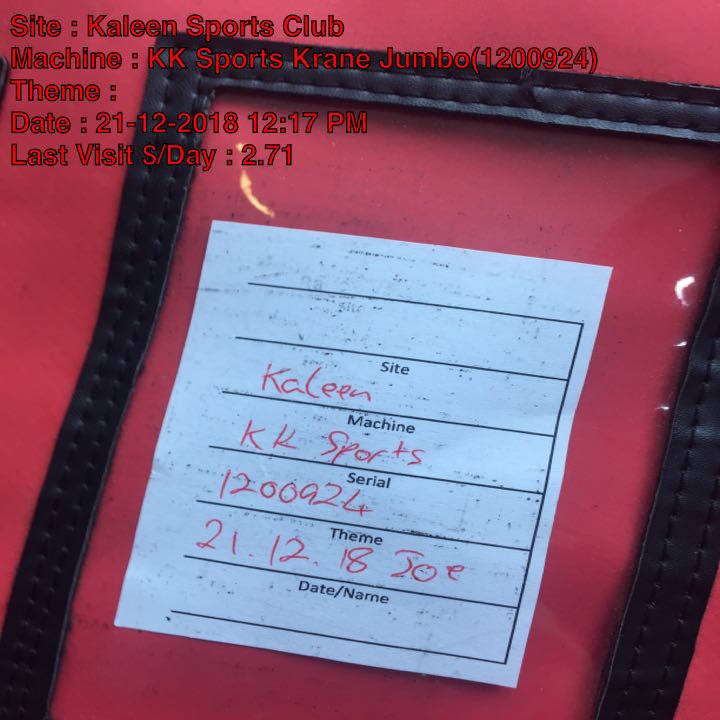 Site : Kaleen Sports Club
Machine : KK Sports Krane Jumbo(1200924)
Theme :
Date : 21-12-2018 12:17 PM
Last Visit $/Day : 2.71
Site
Site
Kaleen
Machine
KK Sports
Serial
1200924
Theme
21.12.18 Joe
Date/Name